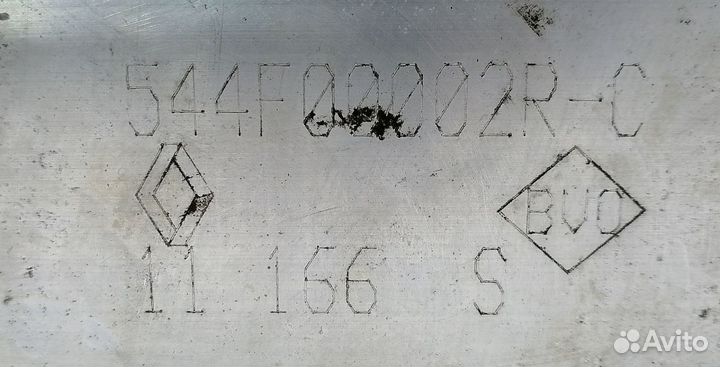 544F00002R-C
BVO
11 166 S
Avito